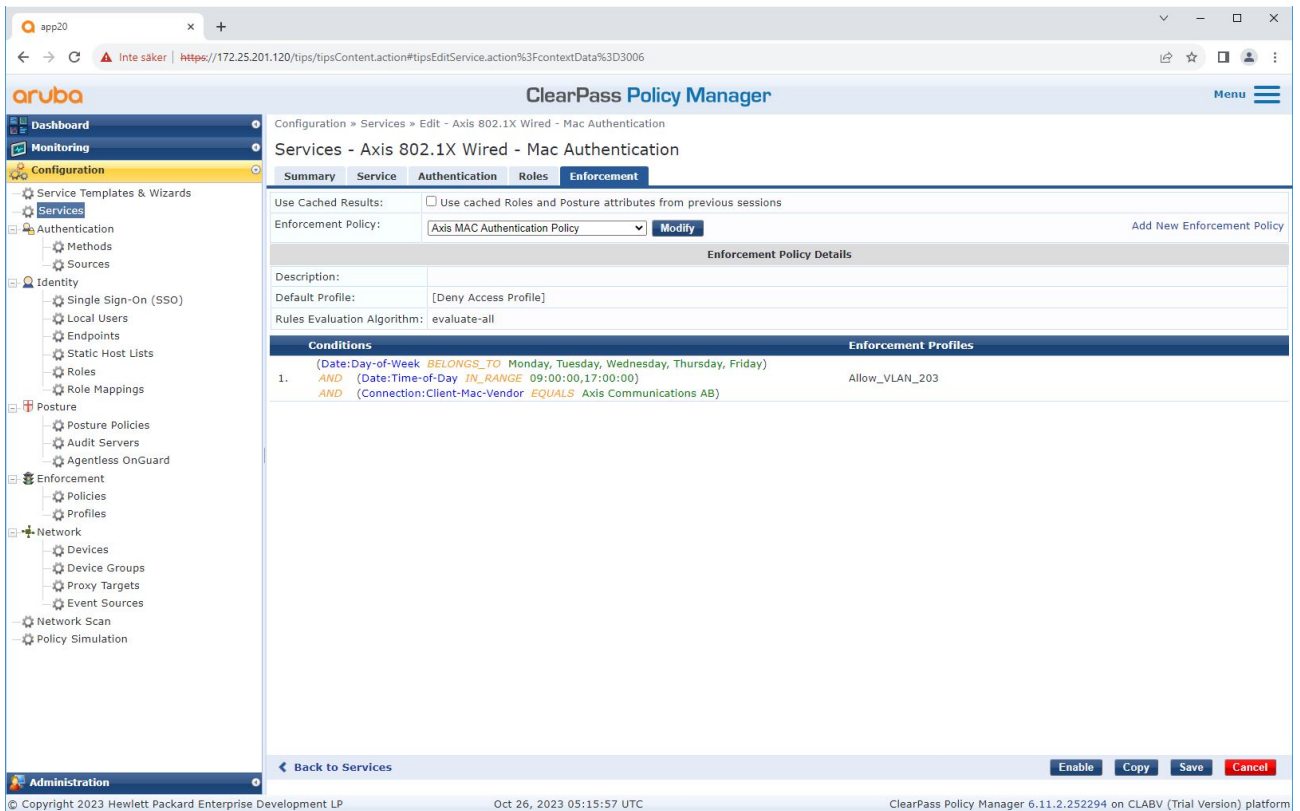 app20
Inte säker | https://172.25.201.120/tips/tipsContent.action#tipsEditService.action%3FcontextData%3D3006
aruba
ClearPass Policy Manager
Menu
Dashboard
Monitoring
Configuration
Service Templates & Wizards
Services
Authentication
Methods
Sources
Identity
Single Sign-On (SSO)
Local Users
Endpoints
Static Host Lists
Roles
Role Mappings
Posture
Posture Policies
Audit Servers
Agentless OnGuard
Enforcement
Policies
Profiles
Network
Devices
Device Groups
Proxy Targets
Event Sources
Network Scan
Policy Simulation
Administration
Configuration » Services » Edit - Axis 802.1X Wired - Mac Authentication
Services - Axis 802.1X Wired - Mac Authentication
Summary Service Authentication Roles Enforcement
Use Cached Results: Use cached Roles and Posture attributes from previous sessions
Enforcement Policy: Axis MAC Authentication Policy Modify Add New Enforcement Policy
Enforcement Policy Details
Description:
Default Profile: [Deny Access Profile]
Rules Evaluation Algorithm: evaluate-all
Conditions Enforcement Profiles
(Date:Day-of-Week BELONGS_TO Monday, Tuesday, Wednesday, Thursday, Friday)
1. AND (Date:Time-of-Day IN_RANGE 09:00:00,17:00:00) Allow_VLAN_203
AND (Connection:Client-Mac-Vendor EQUALS Axis Communications AB)
Back to Services Enable Copy Save Cancel
© Copyright 2023 Hewlett Packard Enterprise Development LP Oct 26, 2023 05:15:57 UTC ClearPass Policy Manager 6.11.2.252294 on CLABV (Trial Version) platform